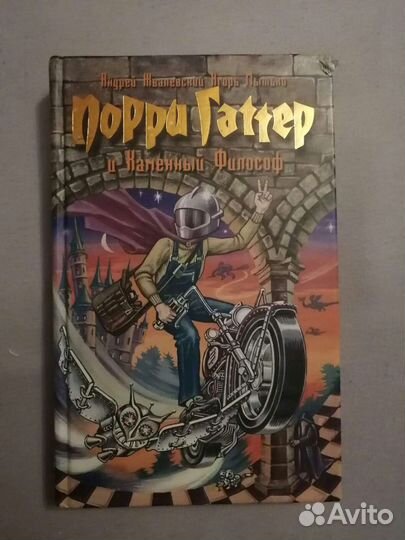 Андрей Жвалевский Игорь Мытько
Порри Гаттер
и Каменный Философ
Avito